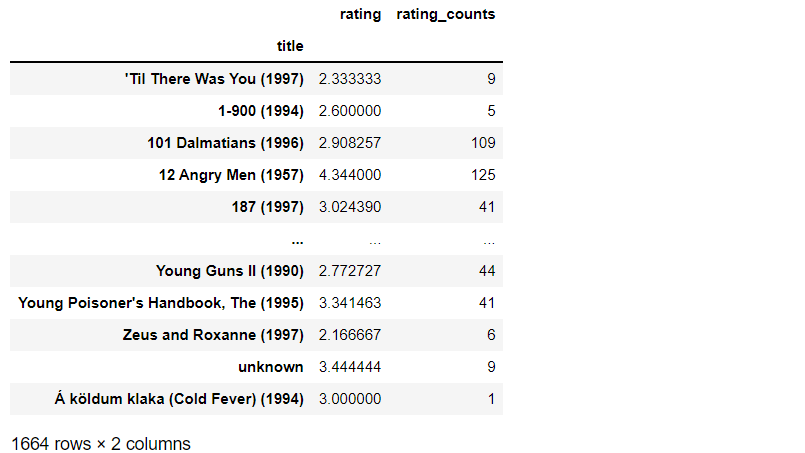 rating rating_counts
title
'Til There Was You (1997) 2.333333 9
1-900 (1994) 2.600000 5
101 Dalmatians (1996) 2.908257 109
12 Angry Men (1957) 4.344000 125
187 (1997) 3.024390 41
... ... ...
Young Guns II (1990) 2.772727 44
Young Poisoner's Handbook, The (1995) 3.341463 41
Zeus and Roxanne (1997) 2.166667 6
unknown 3.444444 9
Á köldum klaka (Cold Fever) (1994) 3.000000 1
1664 rows × 2 columns